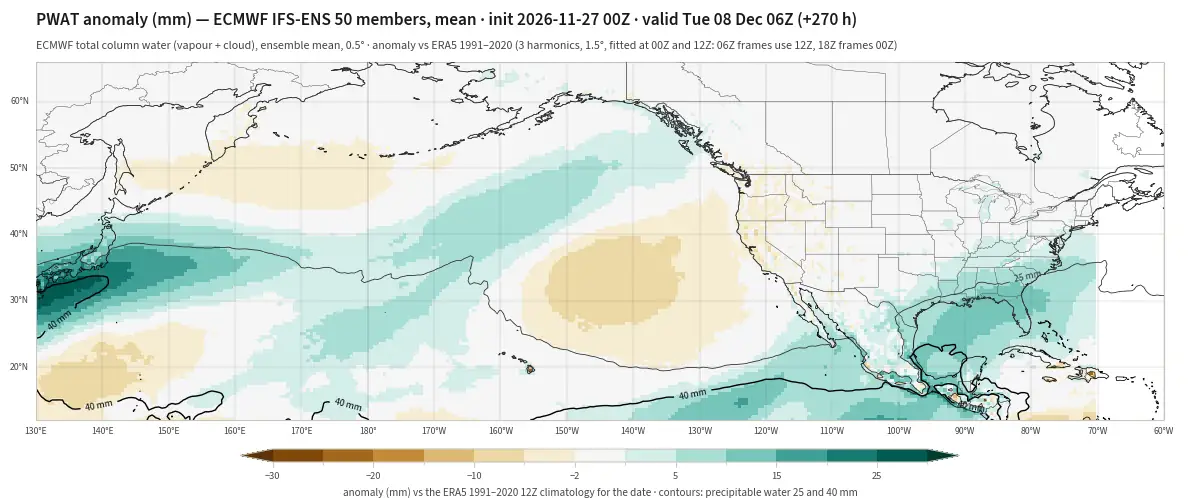 PWAT anomaly (mm) — ECMWF IFS-ENS 50 members, mean · init 2026-11-27 00Z · valid Tue 08 Dec 06Z (+270 h)
ECMWF total column water (vapour + cloud), ensemble mean, 0.5° · anomaly vs ERA5 1991–2020 (3 harmonics, 1.5°, fitted at 00Z and 12Z: 06Z frames use 12Z, 18Z frames 00Z)
60°N
50°N
40°N
30°N
20°N
25 mm
40 mm
40 mm
40 mm
40 mm
130°E 140°E 150°E 160°E 170°E 180° 170°W 160°W 150°W 140°W 130°W 120°W 110°W 100°W 90°W 80°W 70°W 60°W
−30 −20 −10 −2 5 15 25
anomaly (mm) vs the ERA5 1991–2020 12Z climatology for the date · contours: precipitable water 25 and 40 mm